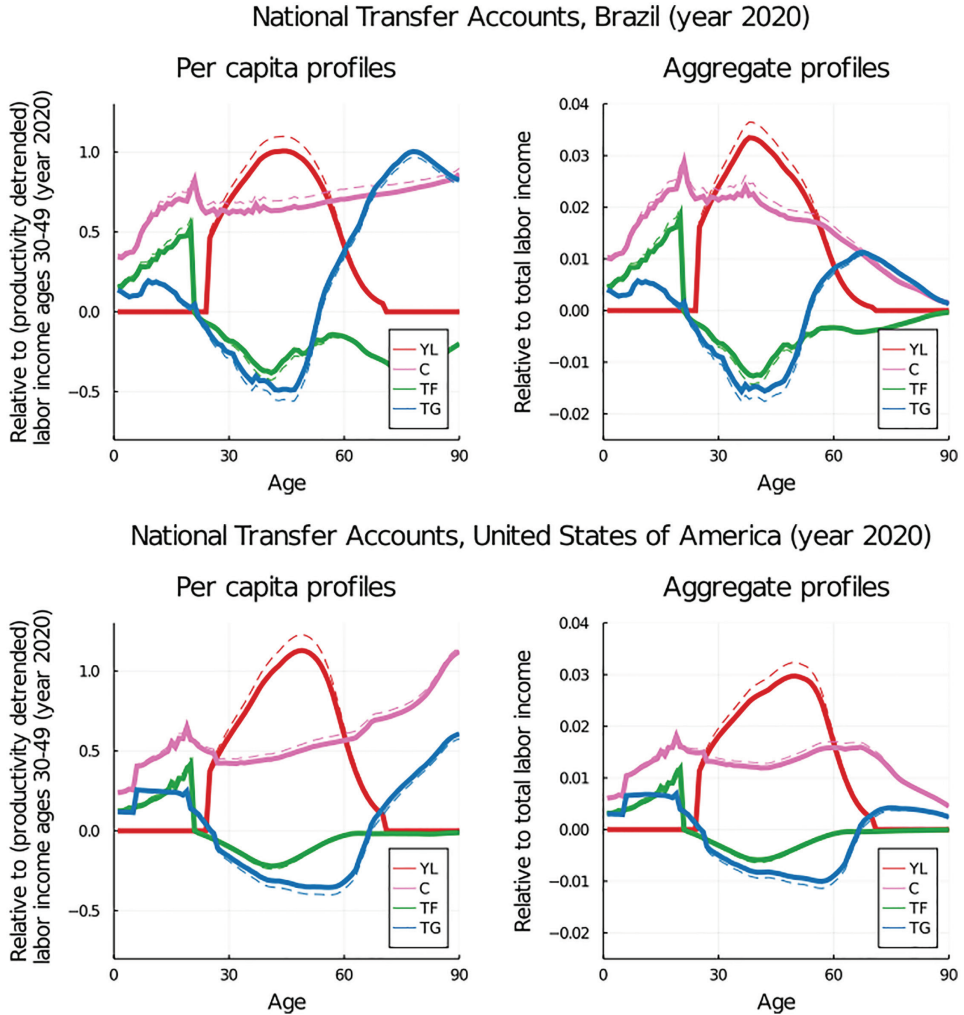 National Transfer Accounts, Brazil (year 2020)
Per capita profiles
Relative to (productivity detrended)
labor income ages 30-49 (year 2020)
1.0
0.5
0.0
−0.5
0
30
60
90
Age
YL
C
TF
TG
Aggregate profiles
Relative to total labor income
0.04
0.03
0.02
0.01
0.00
−0.01
−0.02
0
30
60
90
Age
YL
C
TF
TG
National Transfer Accounts, United States of America (year 2020)
Per capita profiles
Relative to (productivity detrended)
labor income ages 30-49 (year 2020)
1.0
0.5
0.0
−0.5
0
30
60
90
Age
YL
C
TF
TG
Aggregate profiles
Relative to total labor income
0.04
0.03
0.02
0.01
0.00
−0.01
−0.02
0
30
60
90
Age
YL
C
TF
TG